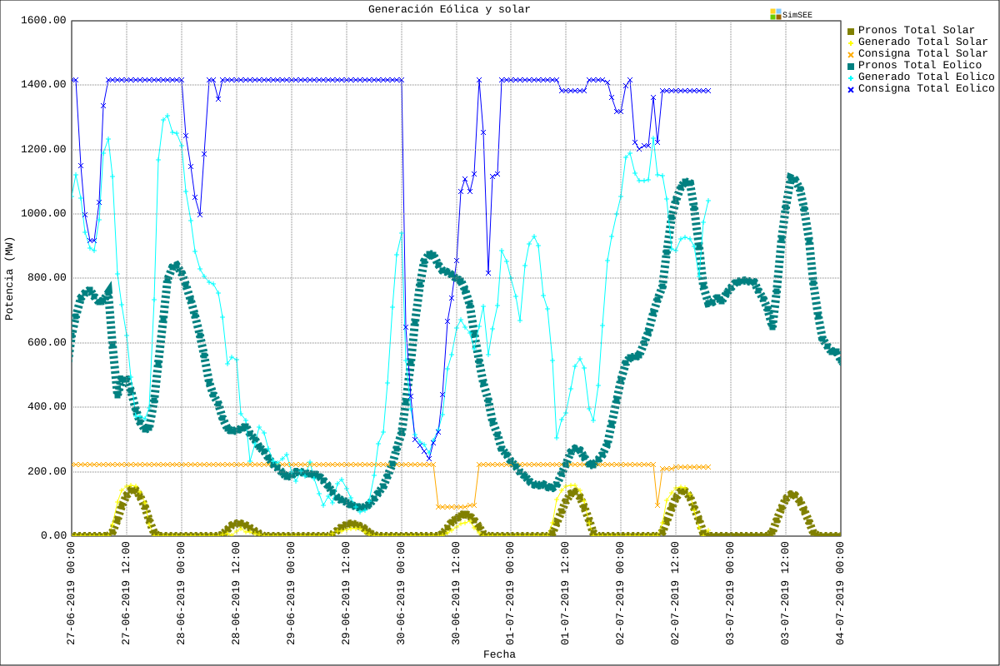 Generación Eólica y solar
SimSEE
Pronos Total Solar
Generado Total Solar
Consigna Total Solar
Pronos Total Eolico
Generado Total Eolico
Consigna Total Eolico
Potencia (MW)
1600.00
1400.00
1200.00
1000.00
800.00
600.00
400.00
200.00
0.00
27-06-2019 00:00
27-06-2019 12:00
28-06-2019 00:00
28-06-2019 12:00
29-06-2019 00:00
29-06-2019 12:00
30-06-2019 00:00
30-06-2019 12:00
01-07-2019 00:00
01-07-2019 12:00
02-07-2019 00:00
02-07-2019 12:00
03-07-2019 00:00
03-07-2019 12:00
04-07-2019 00:00
Fecha